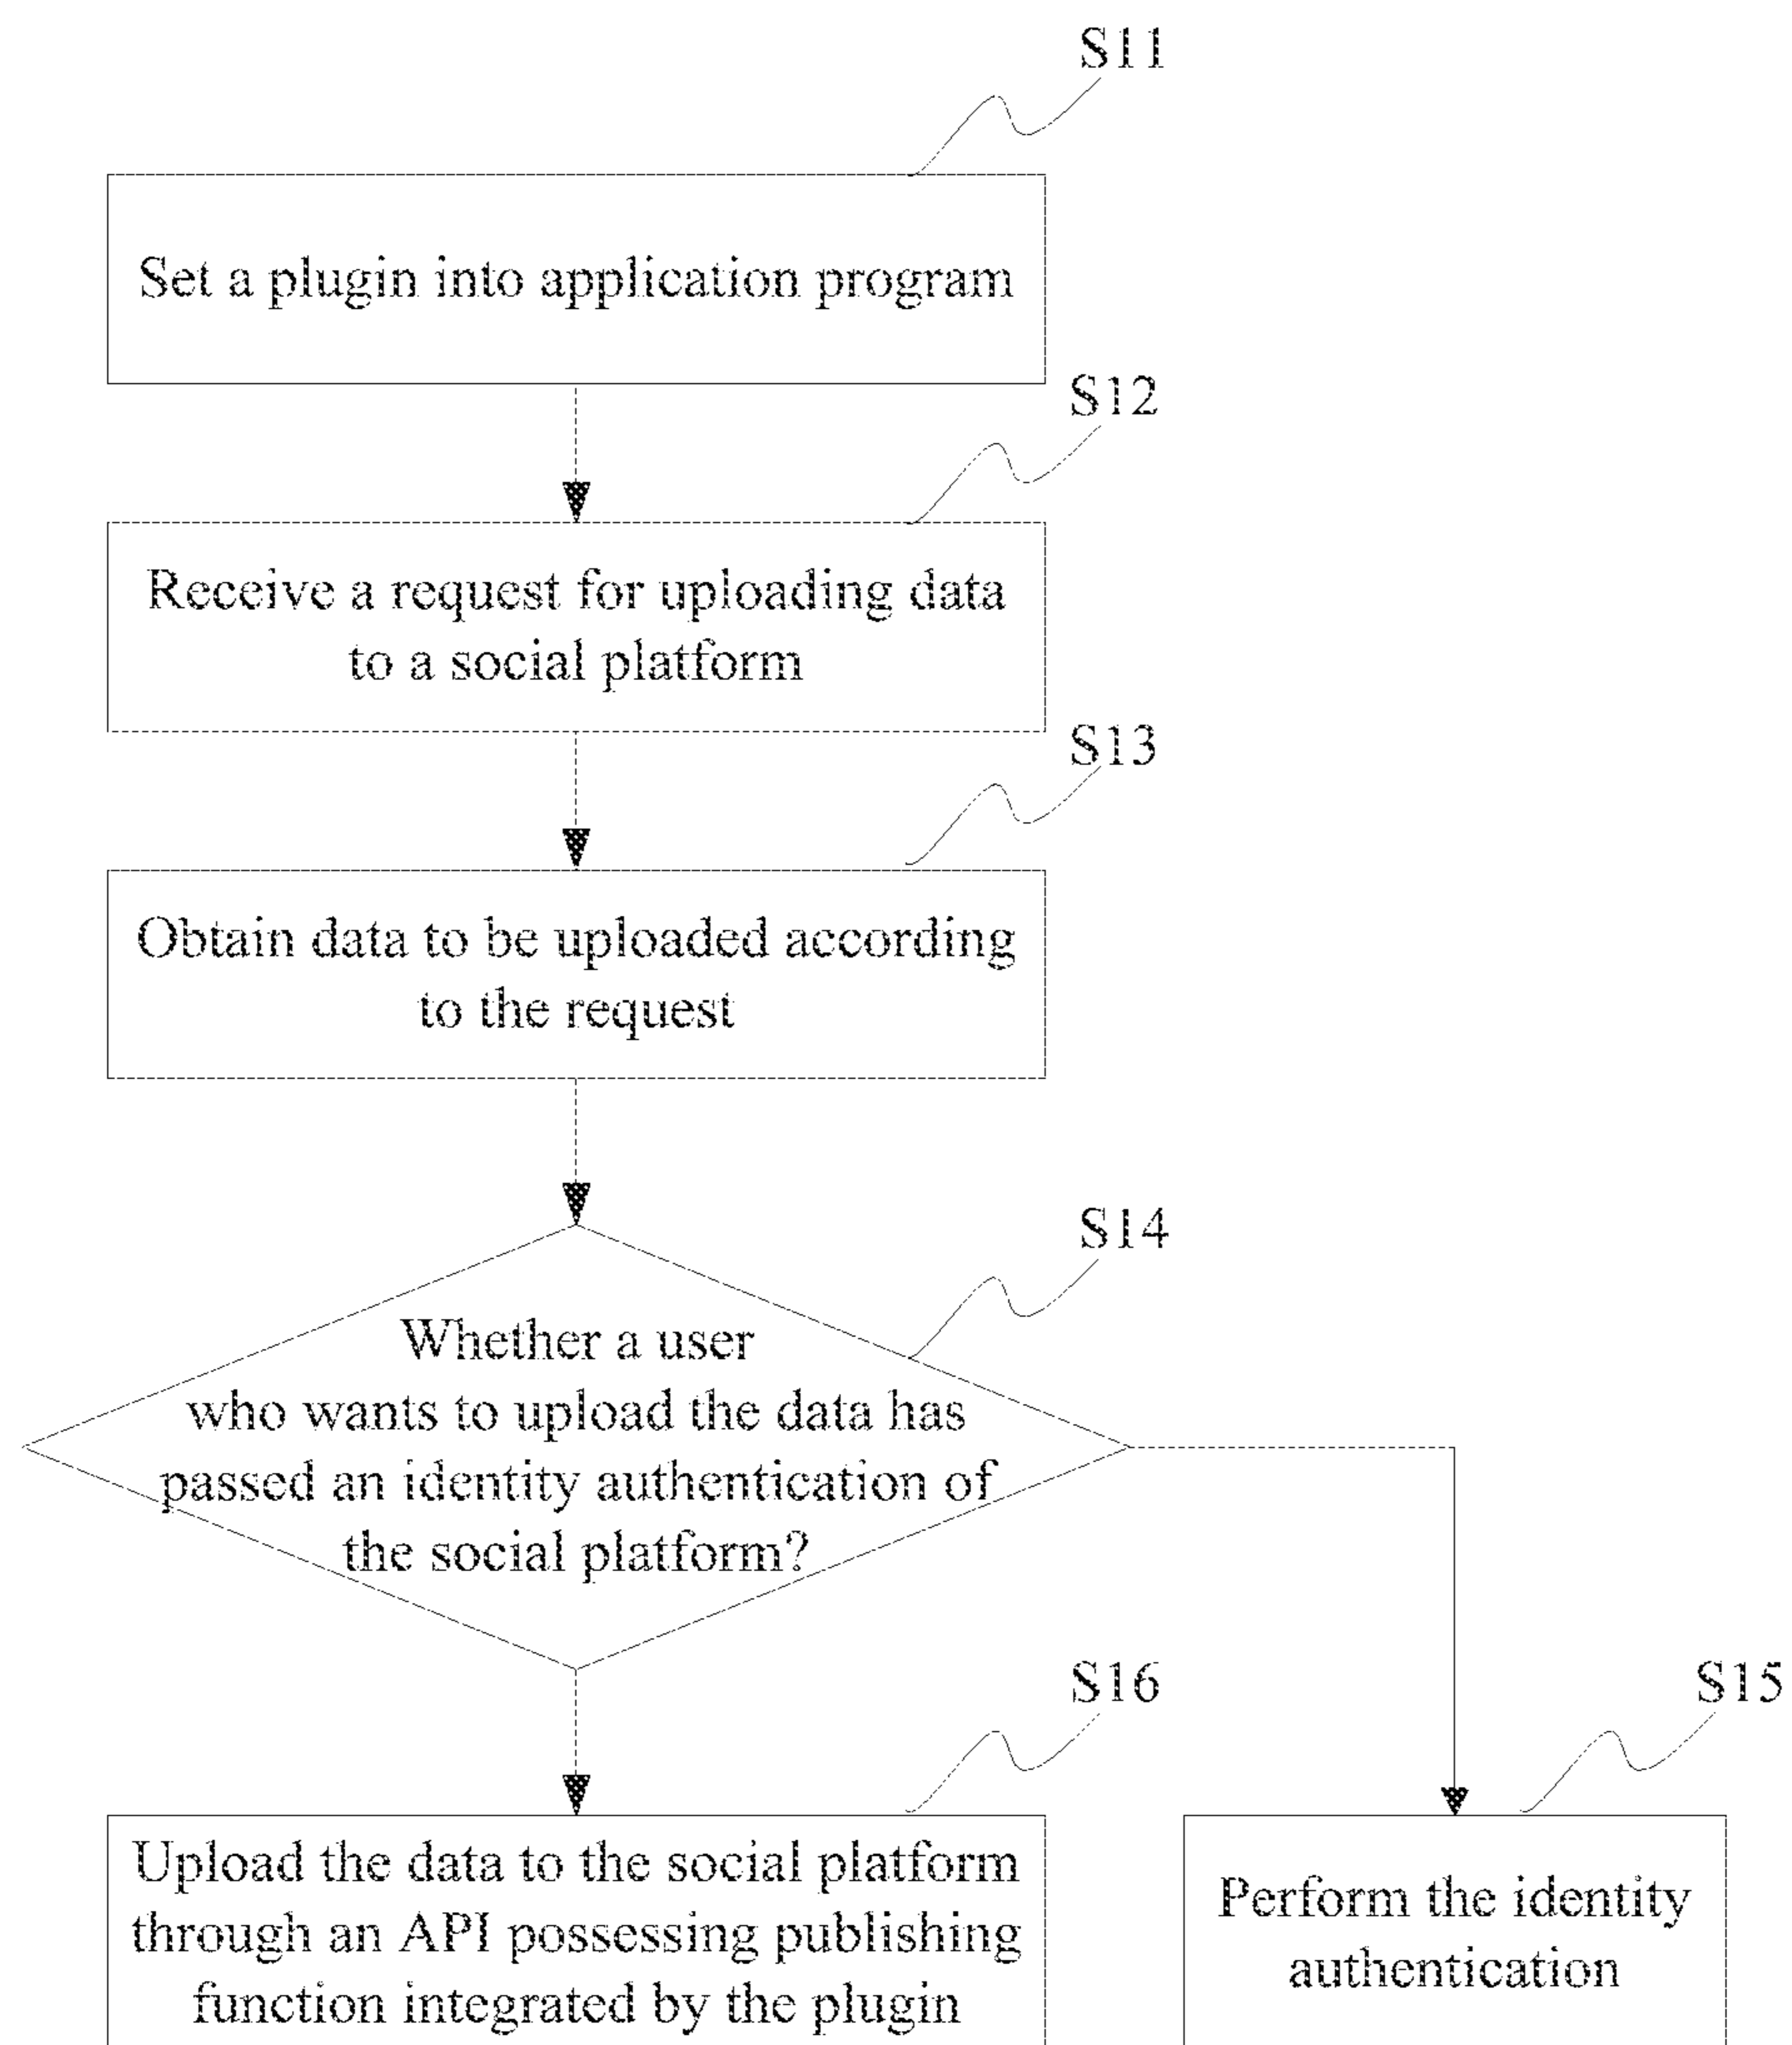 S11
Set a plugin into application program
S12
Receive a request for uploading data
to a social platform
S13
Obtain data to be uploaded according
to the request
S14
Whether a user
who wants to upload the data has
passed an identity authentication of
the social platform?
S16
Upload the data to the social platform
through an API possessing publishing
function integrated by the plugin
S15
Perform the identity
authentication